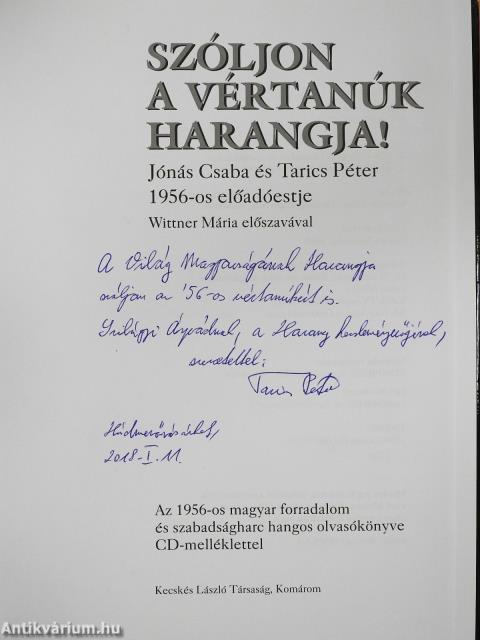 SZÓLJON
A VÉRTANÚK
HARANGJA!
Jónás Csaba és Tarics Péter
1956-os előadóestje
Wittner Mária előszavával
A Világ Magyarságának Harangja
szóljon az '56-os vértanúkért is.
Szilágyi Árpádnak, a Harang kezdeményezőjének,
szeretettel:
Tarics Péter
Hódmezővásárhely,
2018. I. 11.
Az 1956-os magyar forradalom
és szabadságharc hangos olvasókönyve
CD-melléklettel
Kecskés László Társaság, Komárom
Antikvárium.hu